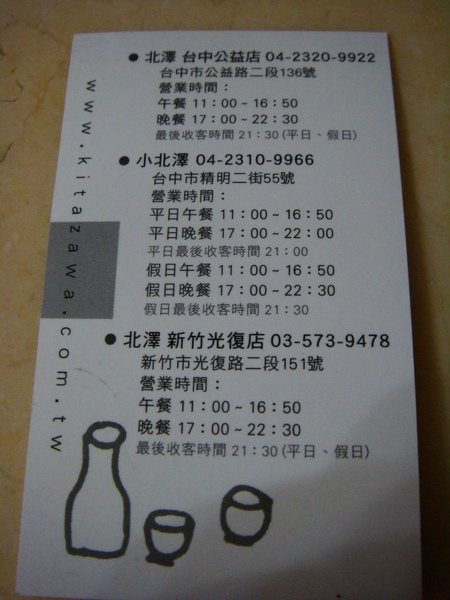 ● 北澤 台中公益店 04-2320-9922
台中市公益路二段136號
營業時間：
午餐 11：00～16：50
晚餐 17：00～22：30
最後收客時間 21：30 (平日、假日)
● 小北澤 04-2310-9966
台中市精明二街55號
營業時間：
平日午餐 11：00～16：50
平日晚餐 17：00～22：00
平日最後收客時間 21：00
假日午餐 11：00～16：50
假日晚餐 17：00～22：30
假日最後收客時間 21：30
● 北澤 新竹光復店 03-573-9478
新竹市光復路二段151號
營業時間：
午餐 11：00～16：50
晚餐 17：00～22：30
最後收客時間 21：30 (平日、假日)
www.kitazawa.com.tw